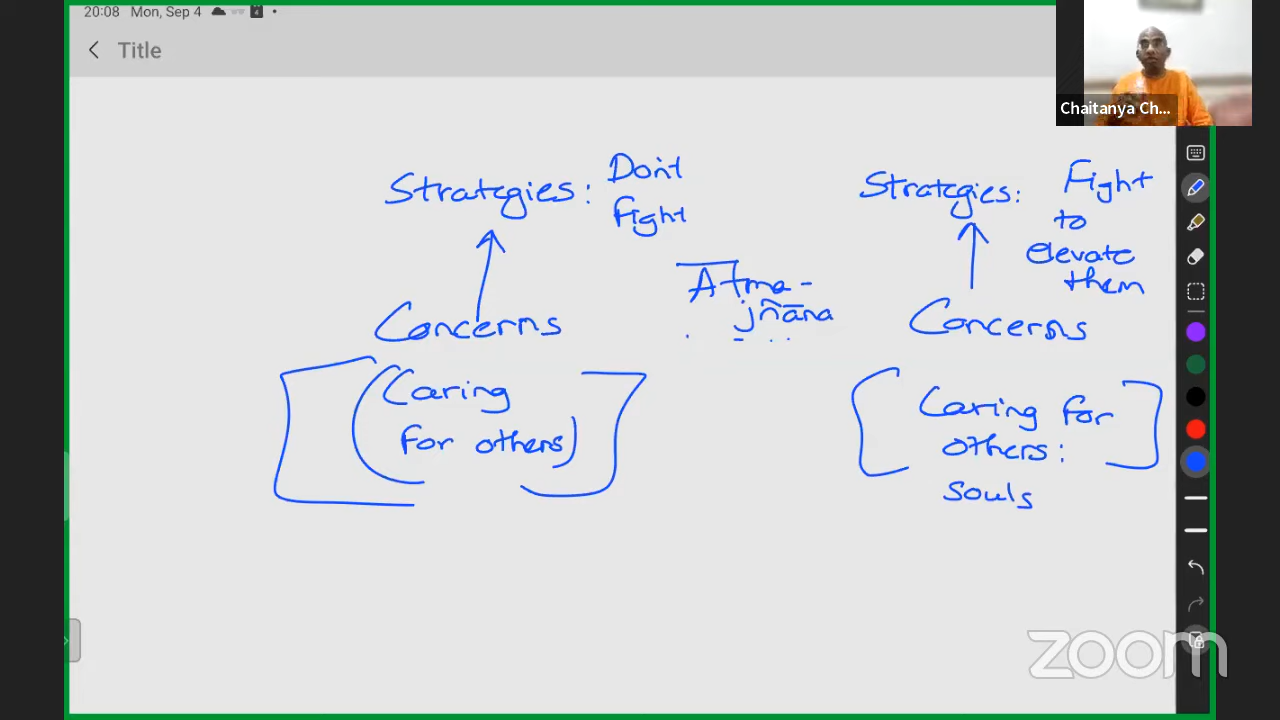 20:08 Mon, Sep 4
Title
Chaitanya Ch...
Strategies: Don't
Fight
Concerns
Caring
for others
Atma-
jñāna
Strategies: Fight
to
elevate
them
Concerns
Caring for
others:
souls
zoom